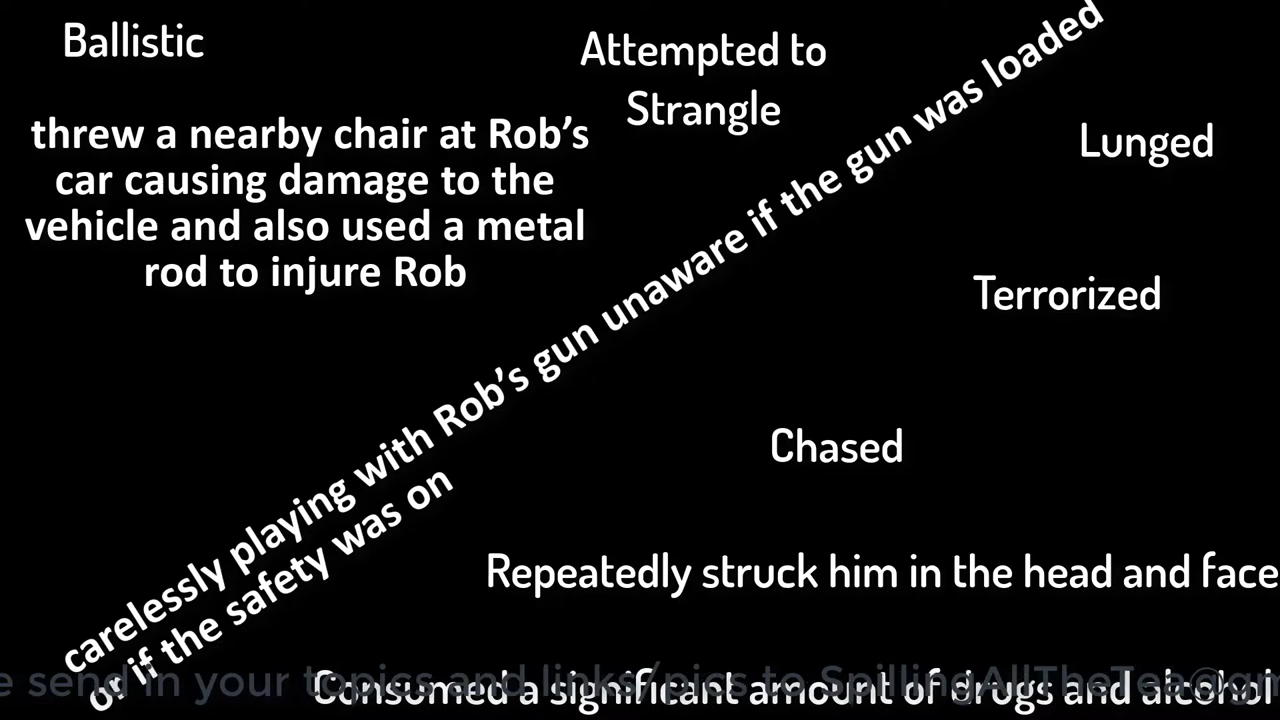 Ballistic
Attempted to
Strangle
threw a nearby chair at Rob’s
car causing damage to the
vehicle and also used a metal
rod to injure Rob
Lunged
carelessly playing with Rob’s gun unaware if the gun was loaded
or if the safety was on
Terrorized
Chased
Repeatedly struck him in the head and face
Consumed a significant amount of drugs and alcohol
e send in your topics and links/pics to SpillingAllTheTea@gm